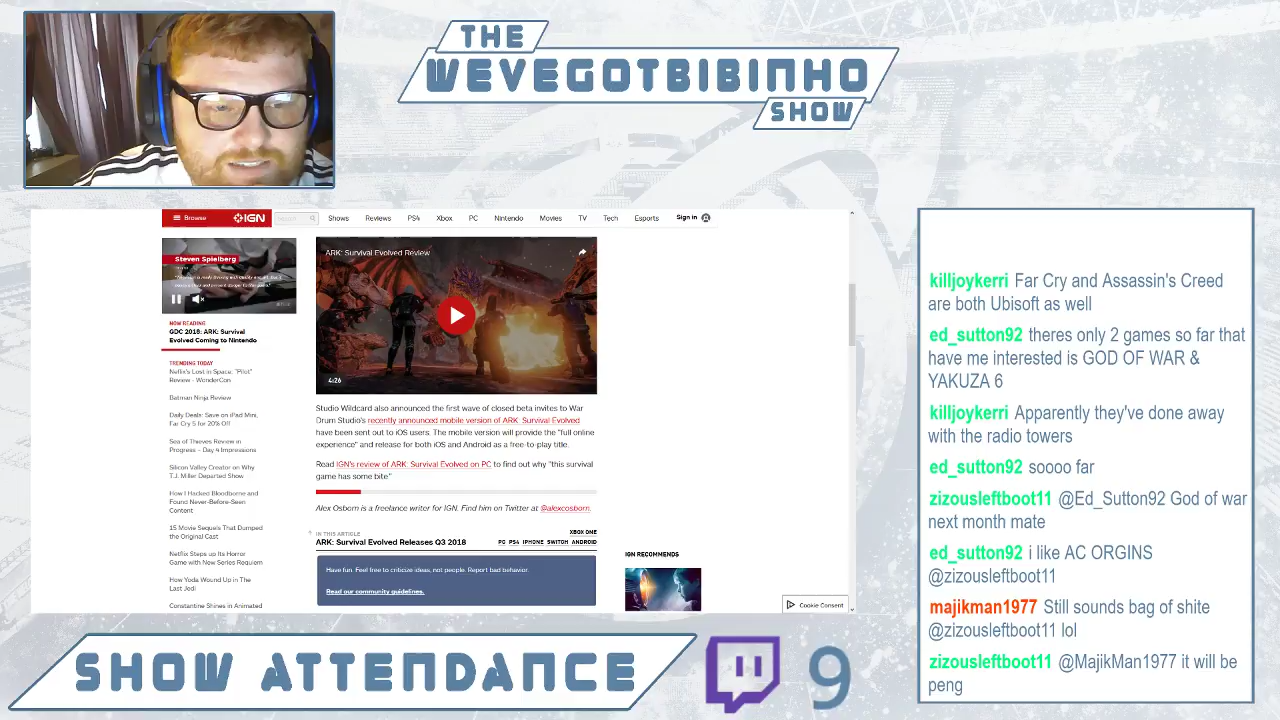 THE
WEVEGOTBIBINHO
SHOW
Browse
IGN
Shows
Reviews
PS4
Xbox
PC
Nintendo
Movies
TV
Tech
Esports
Sign in
Steven Spielberg
NOW READING
GDC 2018: ARK: Survival
Evolved Coming to Nintendo
TRENDING TODAY
Neflix's Lost in Space: "Pilot"
Review - WonderCon
Batman Ninja Review
Daily Deals: Save on iPad Mini,
Far Cry 5 for 20% Off
Sea of Thieves Review in
Progress – Day 4 Impressions
Silicon Valley Creator on Why
T.J. Miller Departed Show
How I Hacked Bloodborne and
Found Never-Before-Seen
Content
15 Movie Sequels That Dumped
the Original Cast
Netflix Steps up Its Horror
Game with New Series Requiem
How Yoda Wound Up in The
Last Jedi
Constantine Shines in Animated
ARK: Survival Evolved Review
4:26
Studio Wildcard also announced the first wave of closed beta invites to War
Drum Studio's recently announced mobile version of ARK: Survival Evolved
have been sent out to iOS users. The mobile version will provide the "full online
experience" and release for both iOS and Android as a free-to-play title.
Read IGN's review of ARK: Survival Evolved on PC to find out why "this survival
game has some bite."
Alex Osborn is a freelance writer for IGN. Find him on Twitter at @alexcosborn.
IN THIS ARTICLE
ARK: Survival Evolved Releases Q3 2018
XBOX ONE
PC PS4 IPHONE SWITCH ANDROID
Have fun. Feel free to criticize ideas, not people. Report bad behavior.
Read our community guidelines.
IGN RECOMMENDS
Cookie Consent
killjoykerri Far Cry and Assassin's Creed
are both Ubisoft as well
ed_sutton92 theres only 2 games so far that
have me interested is GOD OF WAR &
YAKUZA 6
killjoykerri Apparently they've done away
with the radio towers
ed_sutton92 soooo far
zizousleftboot11 @Ed_Sutton92 God of war
next month mate
ed_sutton92 i like AC ORGINS
@zizousleftboot11
majikman1977 Still sounds bag of shite
@zizousleftboot11 lol
zizousleftboot11 @MajikMan1977 it will be
peng
SHOW ATTENDANCE
9